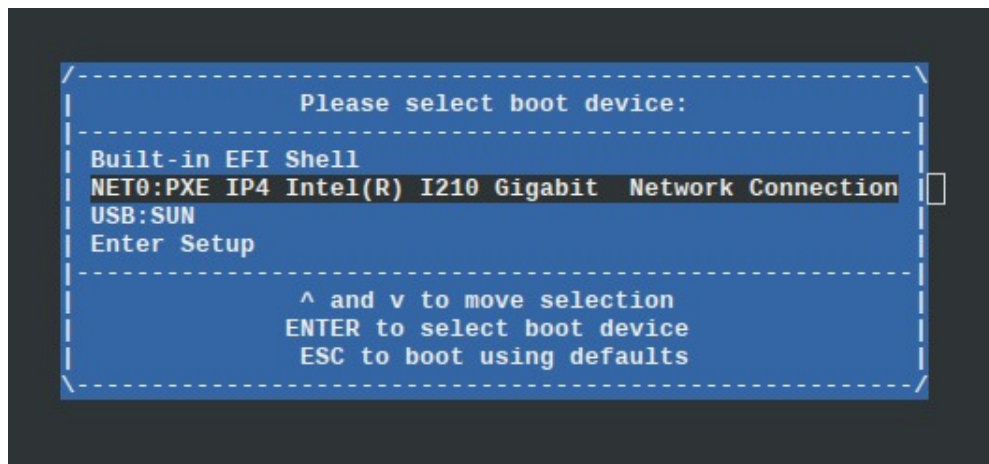 Please select boot device:
Built-in EFI Shell
NET0:PXE IP4 Intel(R) I210 Gigabit  Network Connection
USB:SUN
Enter Setup
^ and v to move selection
ENTER to select boot device
ESC to boot using defaults